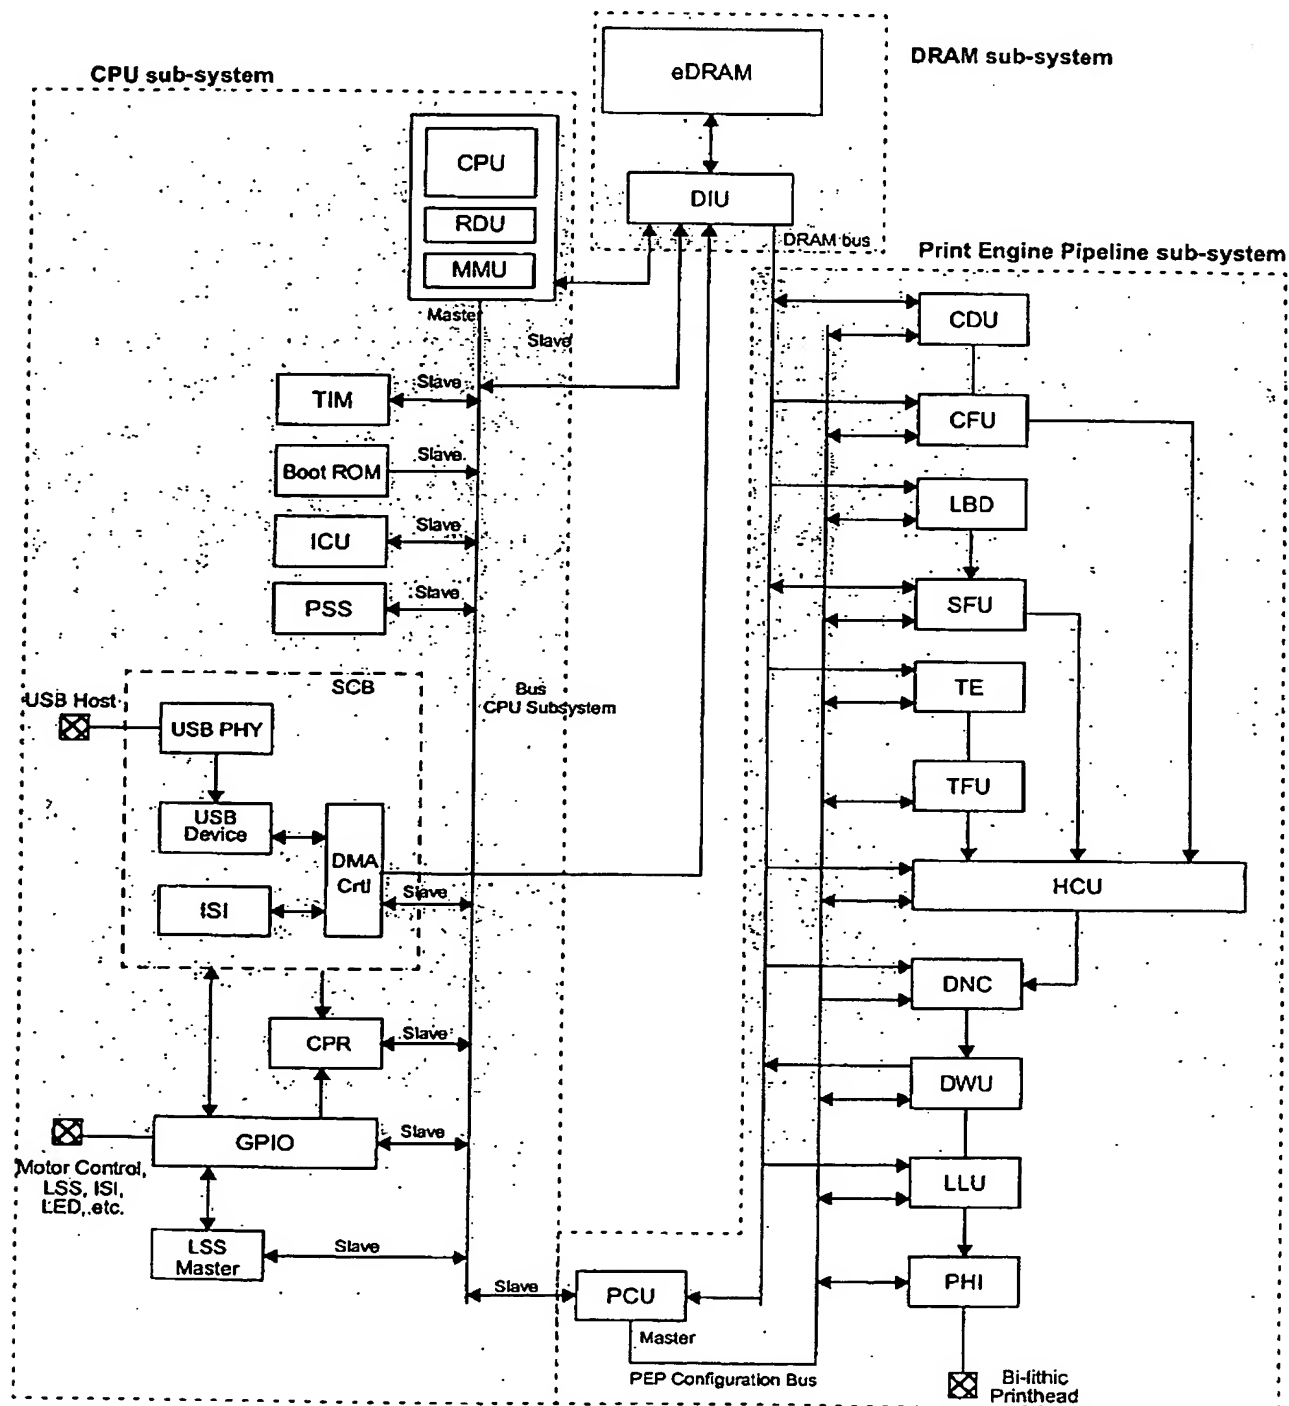 CPU sub-system
DRAM sub-system
eDRAM
DIU
DRAM bus
CPU
RDU
MMU
Master
Slave
Print Engine Pipeline sub-system
CDU
CFU
LBD
SFU
TE
TFU
HCU
DNC
DWU
LLU
PHI
Bi-lithic
Printhead
TIM
Slave
Boot ROM
Slave
ICU
Slave
PSS
Slave
Bus
CPU Subsystem
SCB
USB Host
USB PHY
USB
Device
DMA
Crtl
Slave
ISI
CPR
Slave
GPIO
Slave
Motor Control,
LSS, ISI,
LED, etc.
LSS
Master
Slave
Slave
PCU
Master
PEP Configuration Bus